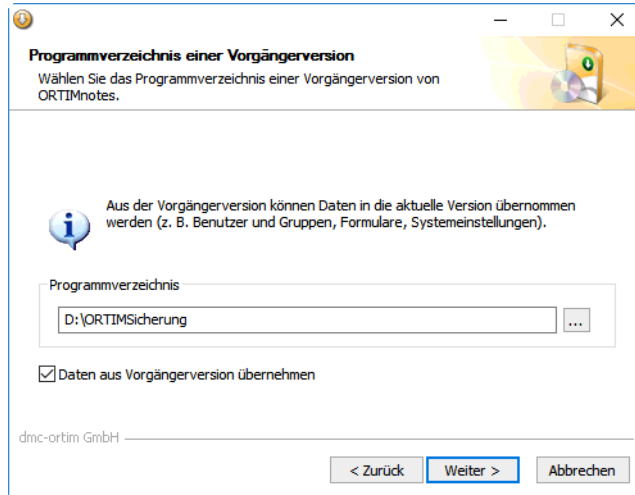 Programmverzeichnis einer Vorgängerversion
Wählen Sie das Programmverzeichnis einer Vorgängerversion von
ORTIMnotes.
Aus der Vorgängerversion können Daten in die aktuelle Version übernommen
werden (z. B. Benutzer und Gruppen, Formulare, Systemeinstellungen).
Programmverzeichnis
D:\ORTIMSicherung
...
Daten aus Vorgängerversion übernehmen
dmc-ortim GmbH
< Zurück
Weiter >
Abbrechen